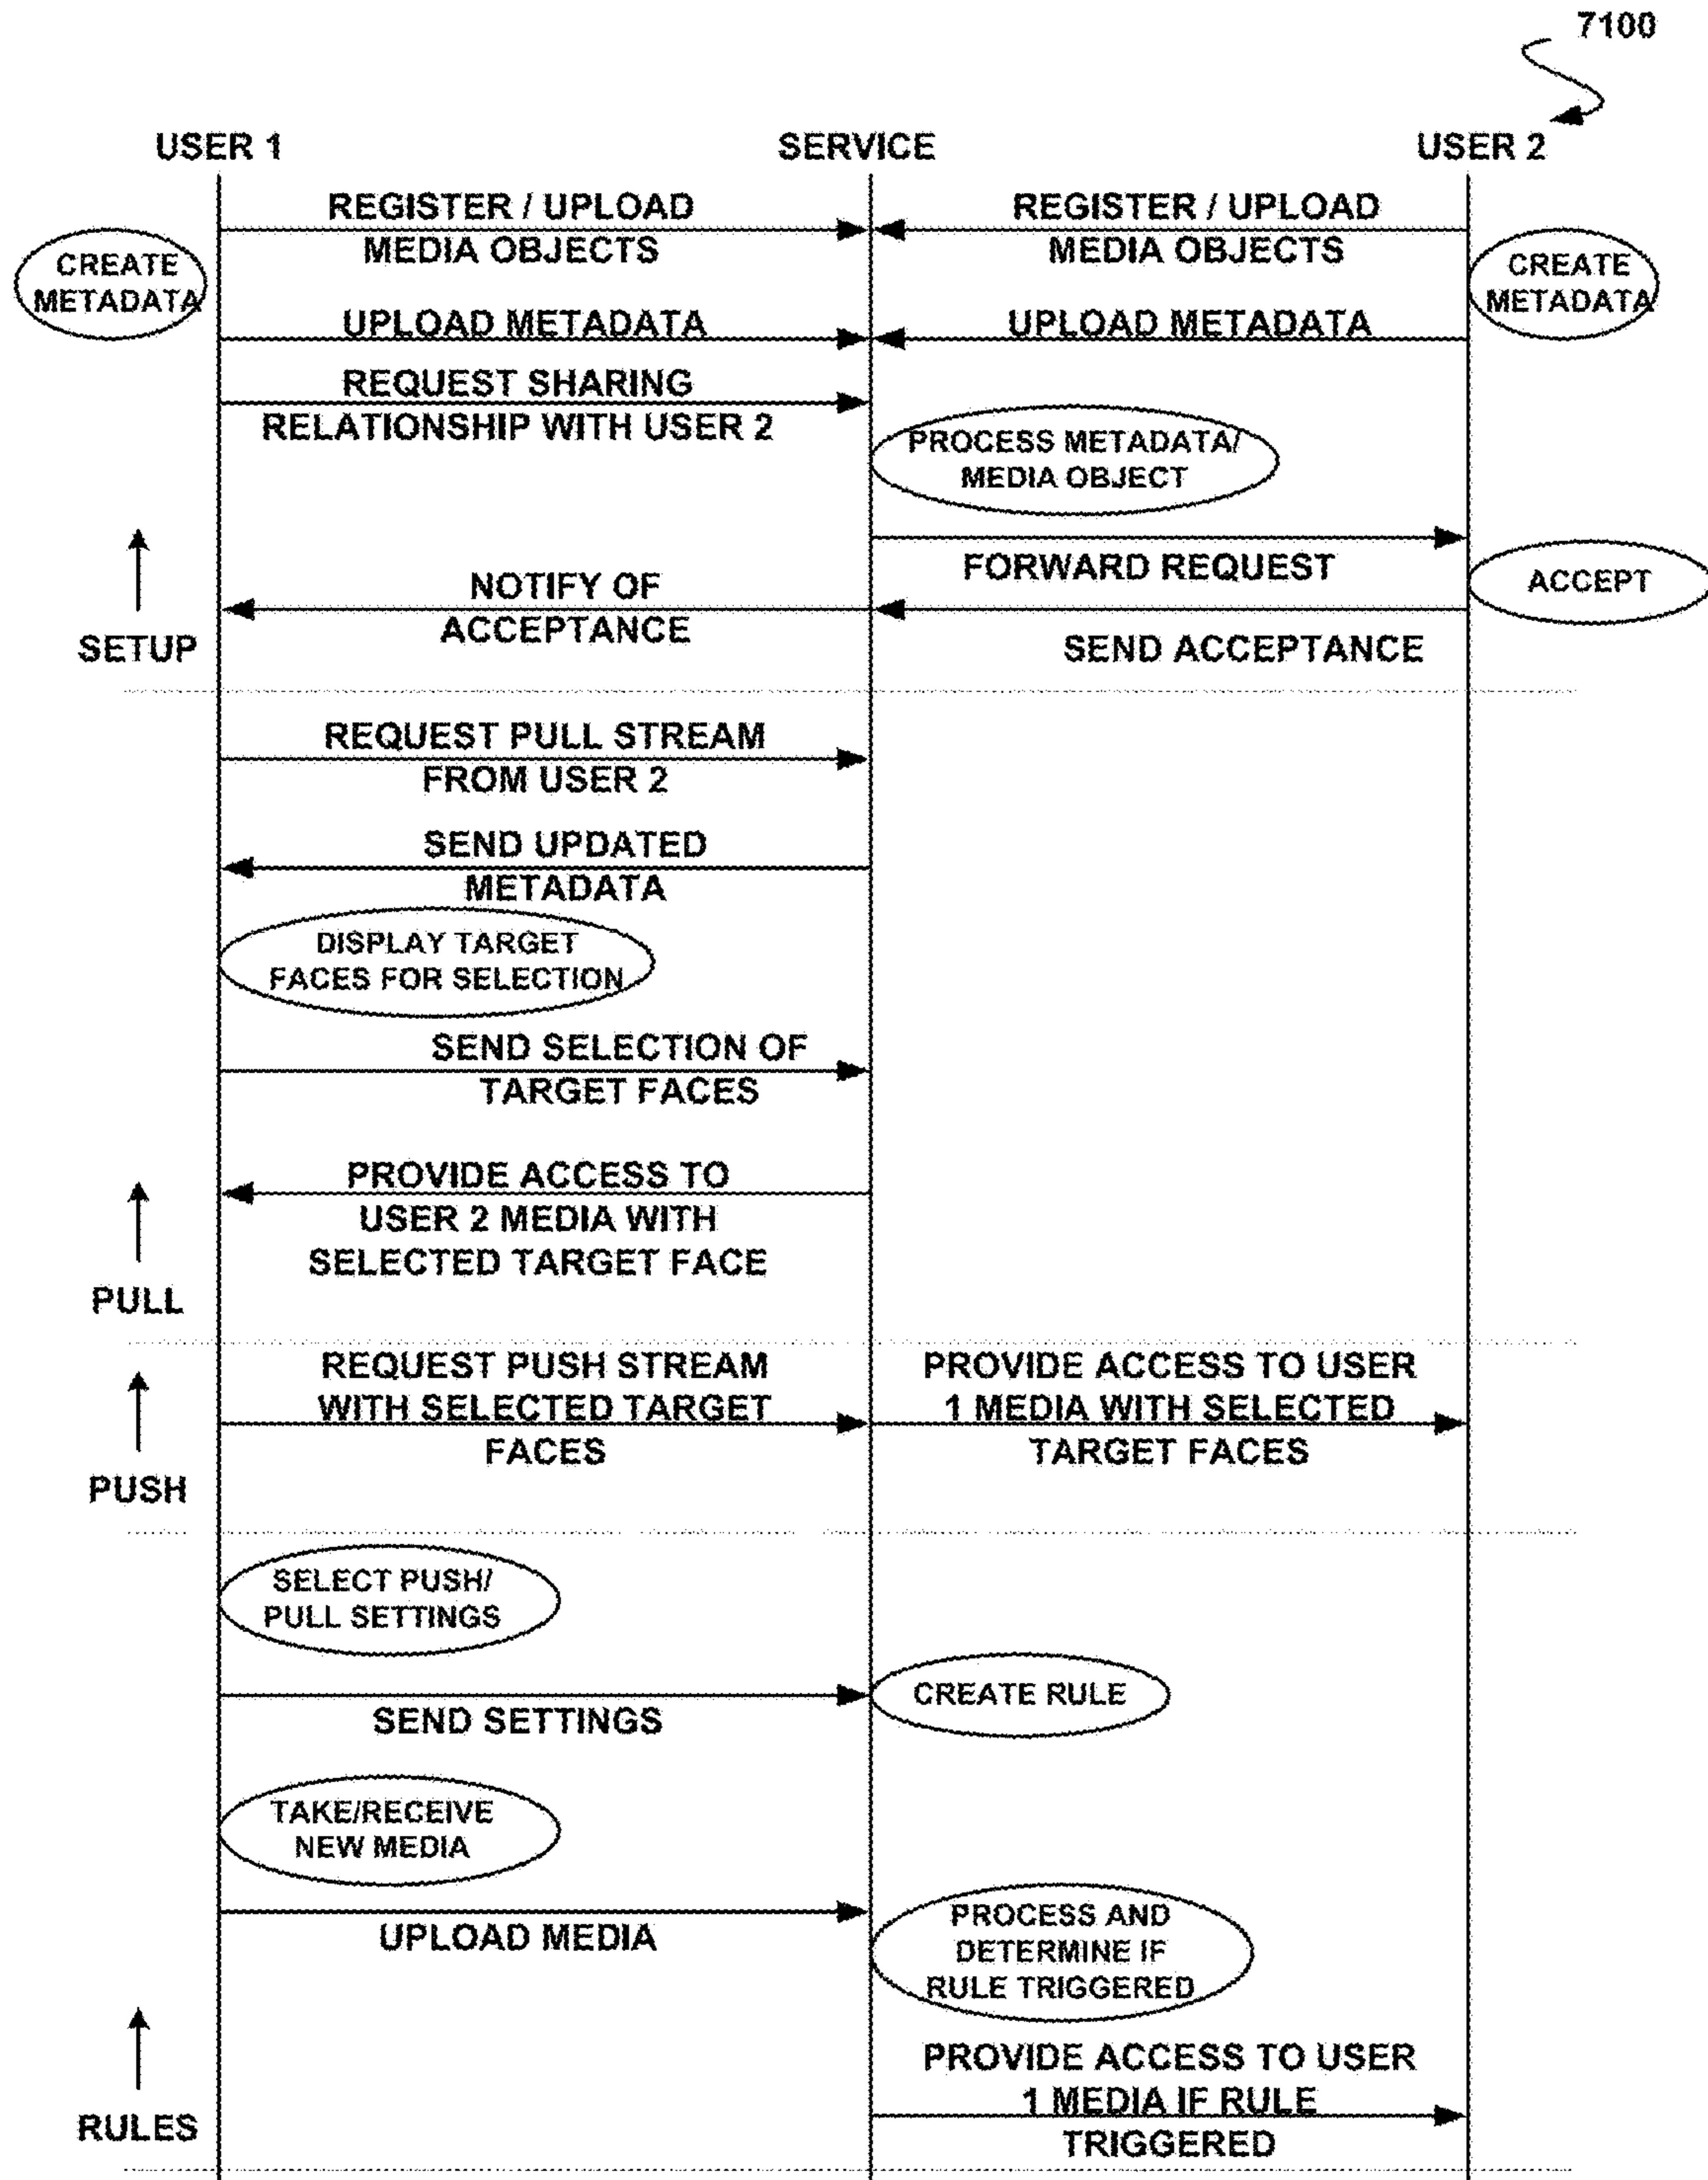 7100
USER 1
SERVICE
USER 2
REGISTER / UPLOAD
MEDIA OBJECTS
REGISTER / UPLOAD
MEDIA OBJECTS
CREATE
METADATA
CREATE
METADATA
UPLOAD METADATA
UPLOAD METADATA
REQUEST SHARING
RELATIONSHIP WITH USER 2
PROCESS METADATA/
MEDIA OBJECT
FORWARD REQUEST
ACCEPT
NOTIFY OF
ACCEPTANCE
SEND ACCEPTANCE
SETUP
REQUEST PULL STREAM
FROM USER 2
SEND UPDATED
METADATA
DISPLAY TARGET
FACES FOR SELECTION
SEND SELECTION OF
TARGET FACES
PROVIDE ACCESS TO
USER 2 MEDIA WITH
SELECTED TARGET FACE
PULL
REQUEST PUSH STREAM
WITH SELECTED TARGET
FACES
PROVIDE ACCESS TO USER
1 MEDIA WITH SELECTED
TARGET FACES
PUSH
SELECT PUSH/
PULL SETTINGS
SEND SETTINGS
CREATE RULE
TAKE/RECEIVE
NEW MEDIA
UPLOAD MEDIA
PROCESS AND
DETERMINE IF
RULE TRIGGERED
PROVIDE ACCESS TO USER
1 MEDIA IF RULE
TRIGGERED
RULES